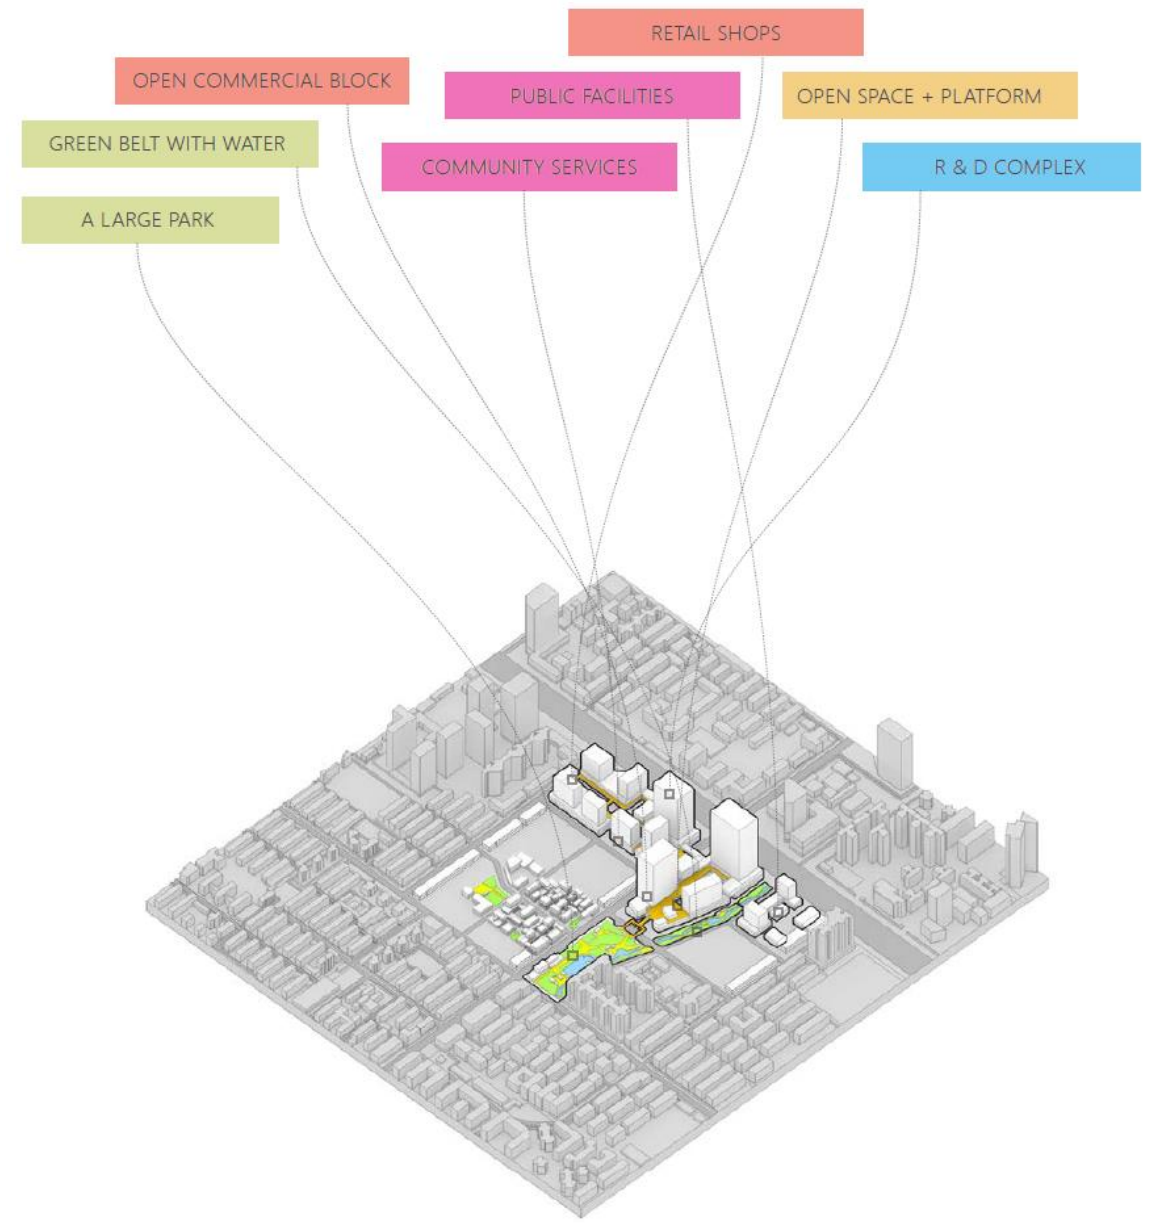 RETAIL SHOPS
OPEN COMMERCIAL BLOCK
PUBLIC FACILITIES
OPEN SPACE + PLATFORM
GREEN BELT WITH WATER
COMMUNITY SERVICES
R & D COMPLEX
A LARGE PARK